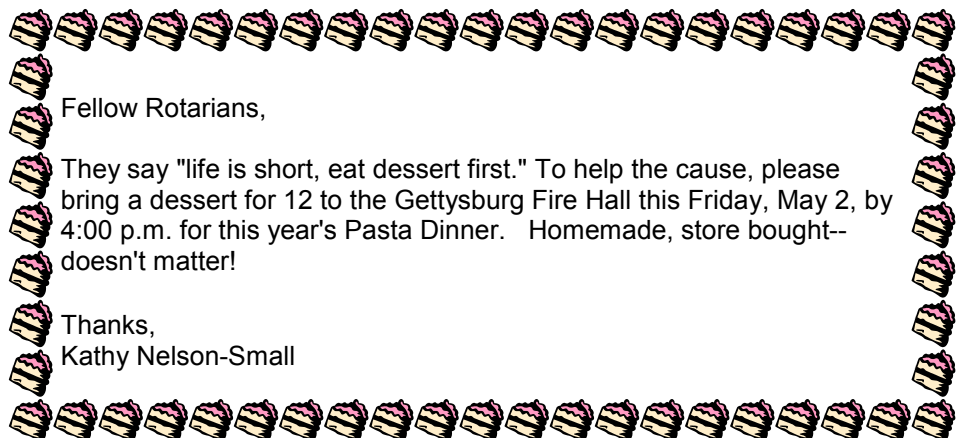 Fellow Rotarians,
They say "life is short, eat dessert first." To help the cause, please
bring a dessert for 12 to the Gettysburg Fire Hall this Friday, May 2, by
4:00 p.m. for this year's Pasta Dinner.   Homemade, store bought--
doesn't matter!
Thanks,
Kathy Nelson-Small